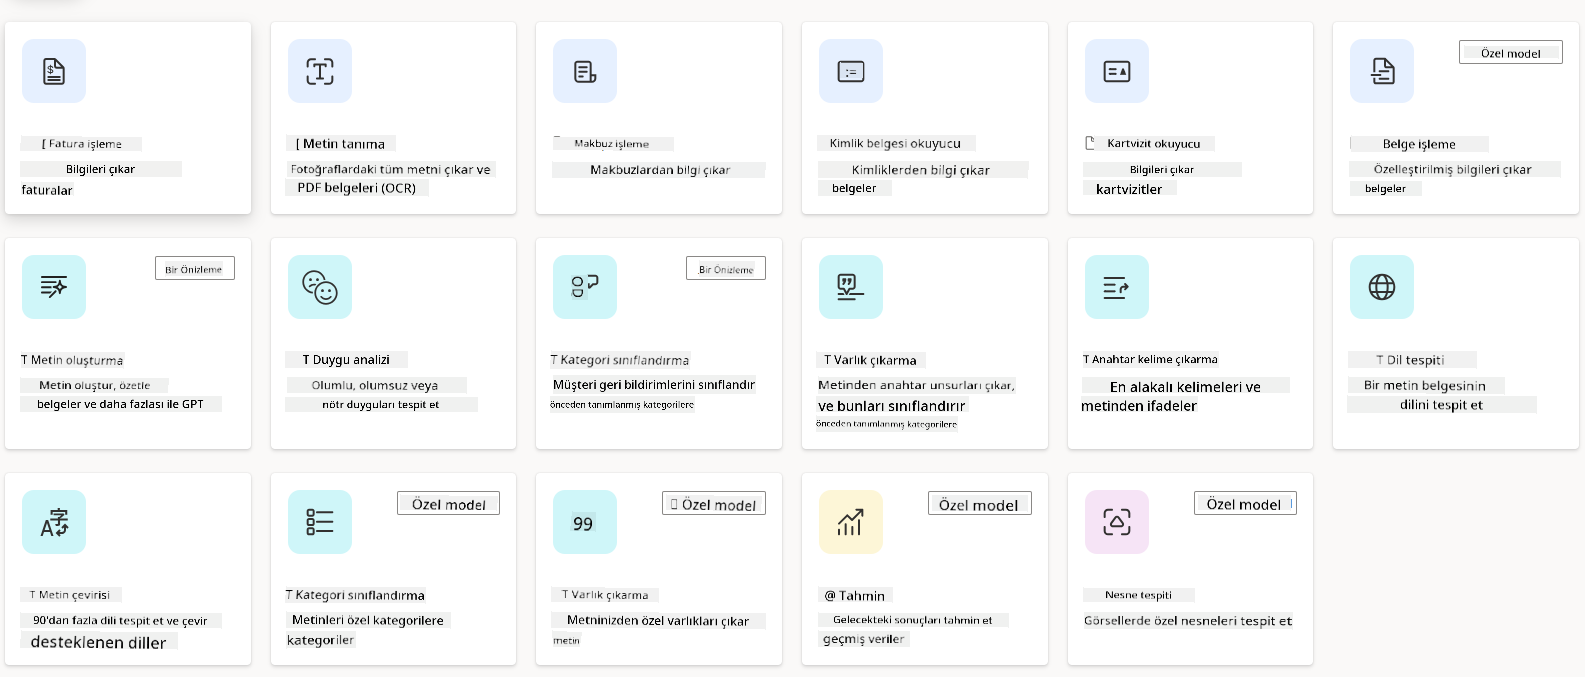 [ Fatura işleme
Bilgileri çıkar
faturalar
[ Metin tanıma
Fotoğraflardaki tüm metni çıkar ve
PDF belgeleri (OCR)
Makbuz işleme
Makbuzlardan bilgi çıkar
Kimlik belgesi okuyucu
Kimliklerden bilgi çıkar
belgeler
Kartvizit okuyucu
Bilgileri çıkar
kartvizitler
Özel model
Belge işleme
Özelleştirilmiş bilgileri çıkar
belgeler
Bir Önizleme
T Metin oluşturma
Metin oluştur, özetle
belgeler ve daha fazlası ile GPT
T Duygu analizi
Olumlu, olumsuz veya
nötr duyguları tespit et
Bir Önizleme
T Kategori sınıflandırma
Müşteri geri bildirimlerini sınıflandır
önceden tanımlanmış kategorilere
T Varlık çıkarma
Metinden anahtar unsurları çıkar,
ve bunları sınıflandırır
önceden tanımlanmış kategorilere
T Anahtar kelime çıkarma
En alakalı kelimeleri ve
metinden ifadeler
T Dil tespiti
Bir metin belgesinin
dilini tespit et
T Metin çevirisi
90'dan fazla dili tespit et ve çevir
desteklenen diller
Özel model
T Kategori sınıflandırma
Metinleri özel kategorilere
kategoriler
Özel model
99
T Varlık çıkarma
Metninizden özel varlıkları çıkar
metin
Özel model
@ Tahmin
Gelecekteki sonuçları tahmin et
geçmiş veriler
Özel model
Nesne tespiti
Görsellerde özel nesneleri tespit et